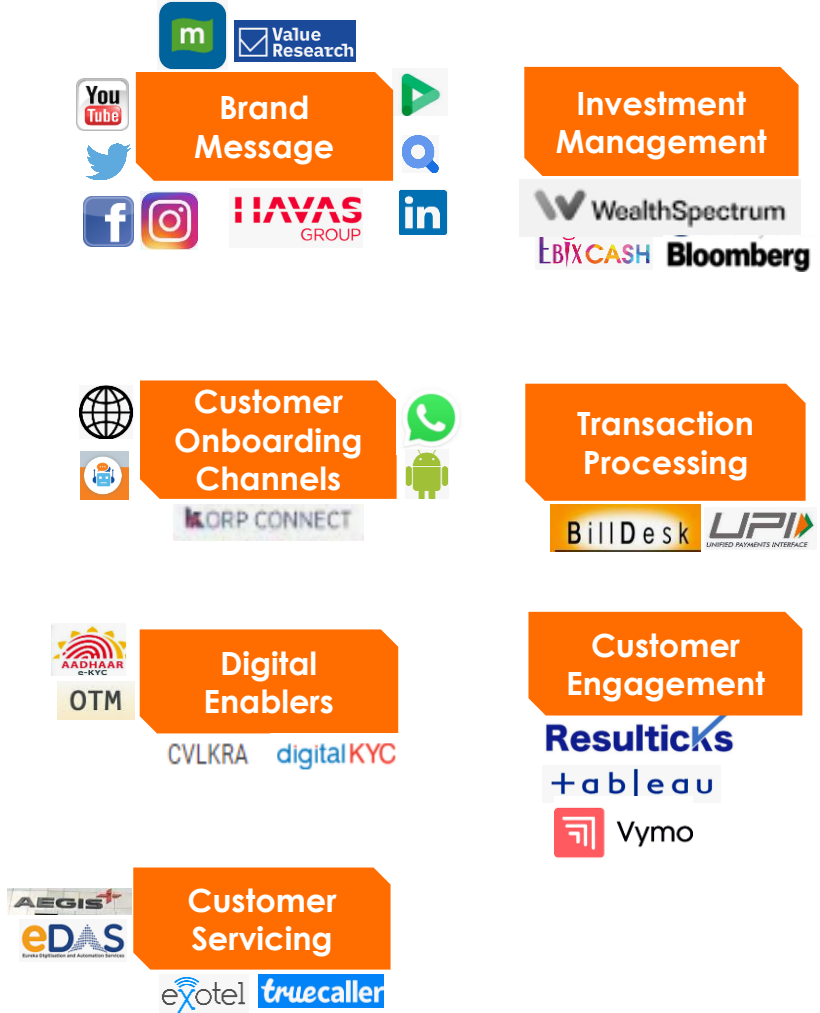 m
Value
Research
You
Tube
Brand
Message
f
HAVAS
GROUP
in
Investment
Management
WealthSpectrum
EbixCASH
Bloomberg
Customer
Onboarding
Channels
KORP CONNECT
Transaction
Processing
BillDesk
UPI
UNIFIED PAYMENTS INTERFACE
AADHAAR
e-KYC
OTM
Digital
Enablers
CVLKRA
digitalKYC
Customer
Engagement
Resulticks
+ableau
Vymo
AEGIS
eDAS
Eureka Digitisation and Automation Services
Customer
Servicing
exotel
truecaller